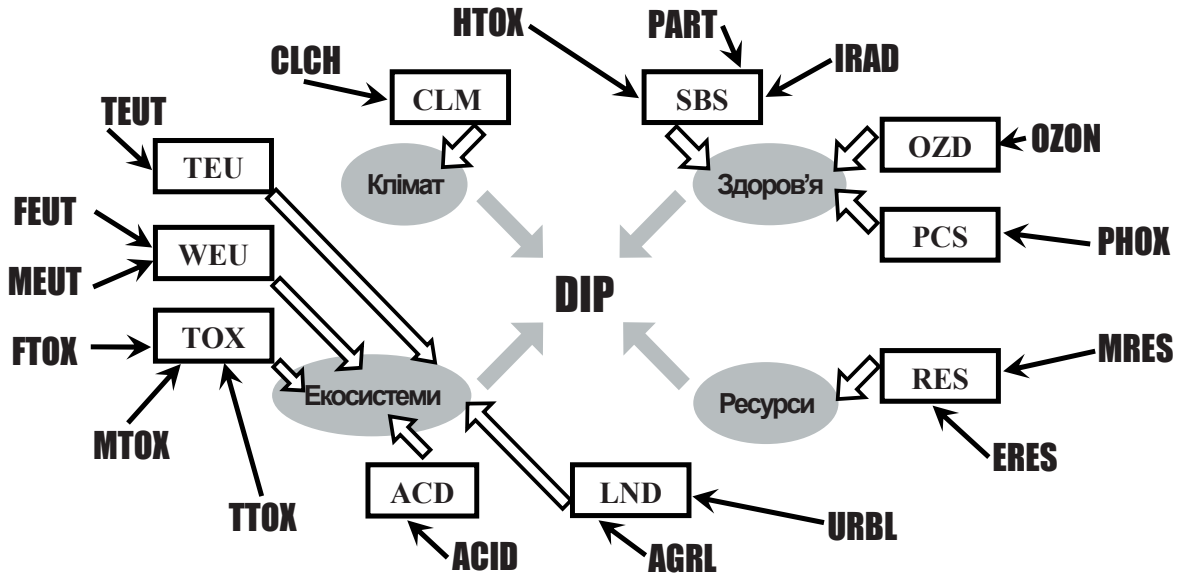 HTOX
PART
IRAD
CLCH
CLM
SBS
TEUT
TEU
OZD
OZON
Клімат
Здоров'я
FEUT
WEU
PCS
PHOX
MEUT
DIP
FTOX
TOX
MRES
RES
Екосистеми
Ресурси
MTOX
ERES
ACD
LND
TTOX
URBL
ACID
AGRL